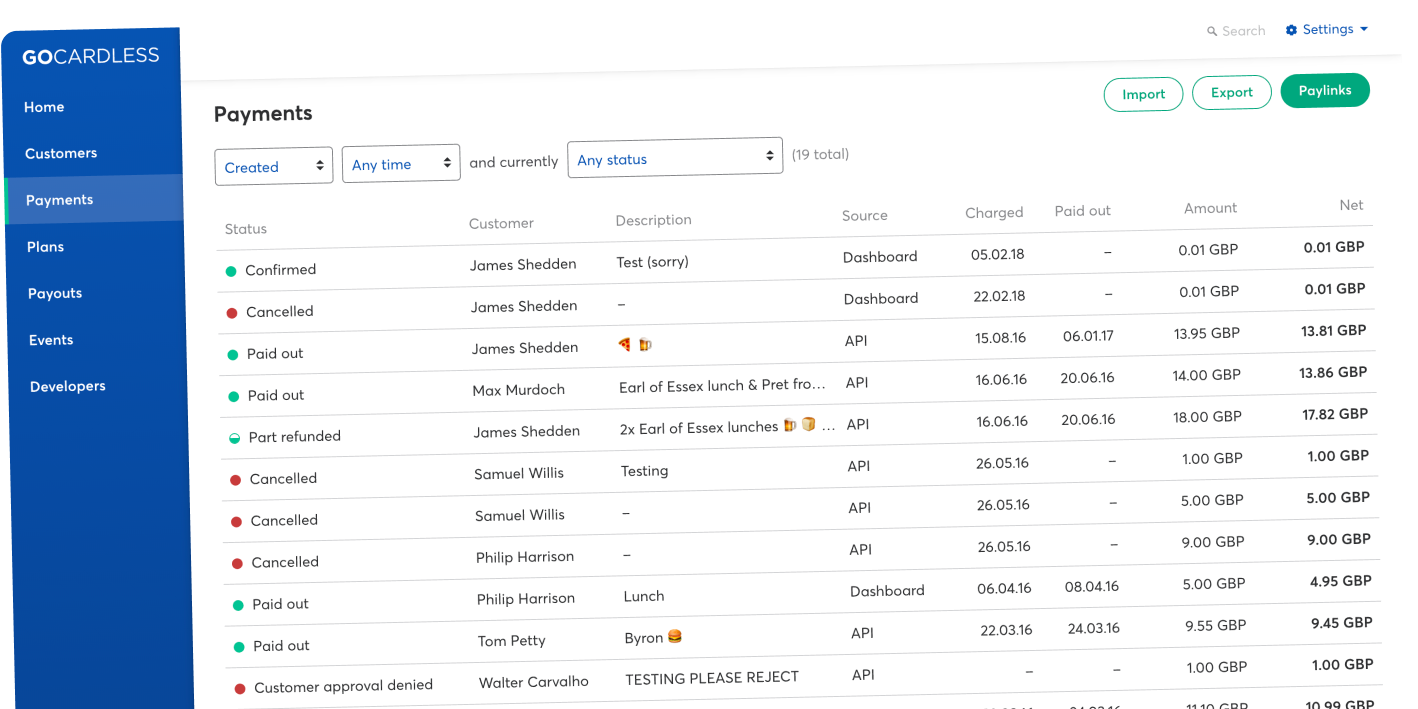 Search Settings
GOCARDLESS
Home
Customers
Payments
Plans
Payouts
Events
Developers
Payments
Import Export Paylinks
Created Any time and currently Any status (19 total)
Status Customer Description Source Charged Paid out Amount Net
Confirmed James Shedden Test (sorry) Dashboard 05.02.18 – 0.01 GBP 0.01 GBP
Cancelled James Shedden – Dashboard 22.02.18 – 0.01 GBP 0.01 GBP
Paid out James Shedden 🍕 🍺 API 15.08.16 06.01.17 13.95 GBP 13.81 GBP
Paid out Max Murdoch Earl of Essex lunch & Pret fro… API 16.06.16 20.06.16 14.00 GBP 13.86 GBP
Part refunded James Shedden 2x Earl of Essex lunches 🍺 🍞 … API 16.06.16 20.06.16 18.00 GBP 17.82 GBP
Cancelled Samuel Willis Testing API 26.05.16 – 1.00 GBP 1.00 GBP
Cancelled Samuel Willis – API 26.05.16 – 5.00 GBP 5.00 GBP
Cancelled Philip Harrison – API 26.05.16 – 9.00 GBP 9.00 GBP
Paid out Philip Harrison Lunch Dashboard 06.04.16 08.04.16 5.00 GBP 4.95 GBP
Paid out Tom Petty Byron 🍔 API 22.03.16 24.03.16 9.55 GBP 9.45 GBP
Customer approval denied Walter Carvalho TESTING PLEASE REJECT API – – 1.00 GBP 1.00 GBP
11.10 GBP 10.99 GBP